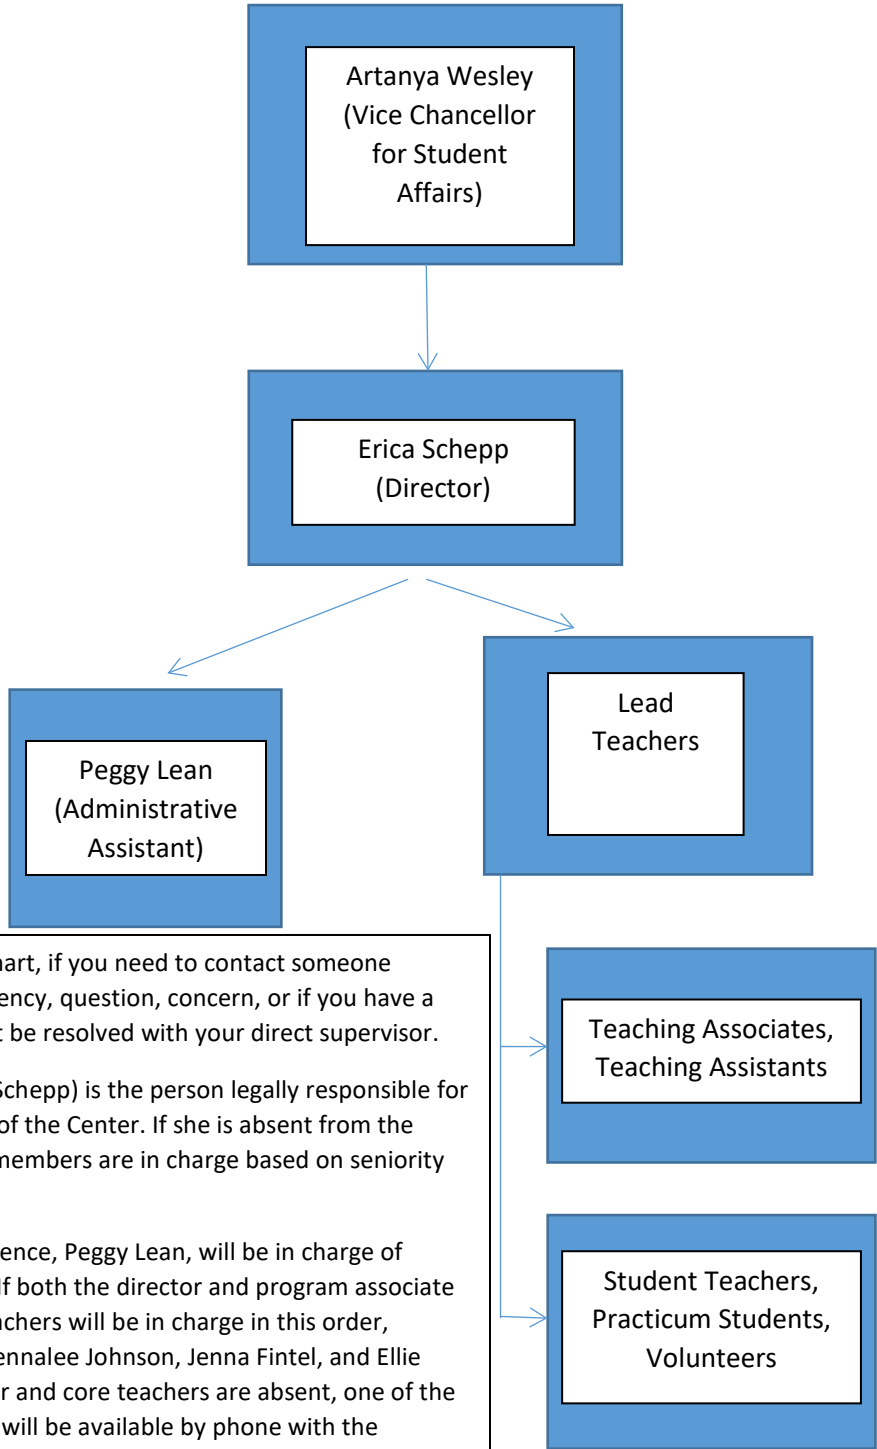 Artanya Wesley
(Vice Chancellor
for Student
Affairs)
Erica Schepp
(Director)
Lead
Teachers
Peggy Lean
(Administrative
Assistant)
if you need to contact someone
question, concern, or if you have a
be resolved with your direct supervisor.
Schepp) is the person legally responsible for
of the Center. If she is absent from the
members are in charge based on seniority
Peggy Lean, will be in charge of
If both the director and program associate
will be in charge in this order,
Johnson, Jenna Fintel, and Ellie
and core teachers are absent, one of the
will be available by phone with the
Teaching Associates,
Teaching Assistants
Student Teachers,
Practicum Students,
Volunteers